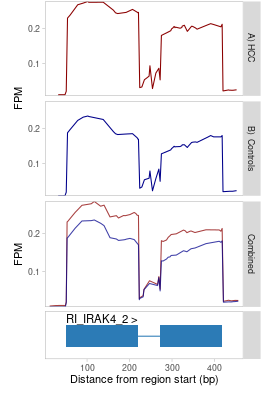 0.2
0.1
A) HCC
FPM
0.2
0.1
B) Controls
0.2
0.1
FPM
Combined
RI_IRAK4_2 >
100 200 300 400
Distance from region start (bp)